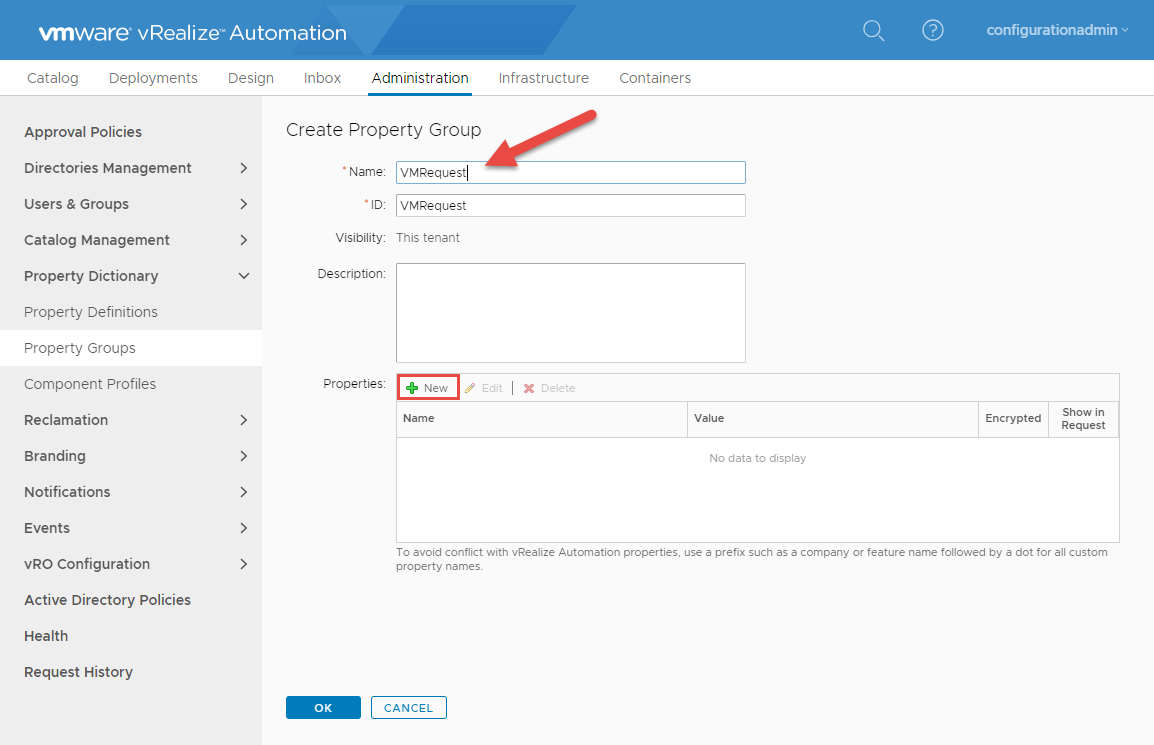 vmware® vRealize™ Automation
configurationadmin
Catalog
Deployments
Design
Inbox
Administration
Infrastructure
Containers
Approval Policies
Directories Management
Users & Groups
Catalog Management
Property Dictionary
Property Definitions
Property Groups
Component Profiles
Reclamation
Branding
Notifications
Events
vRO Configuration
Active Directory Policies
Health
Request History
Create Property Group
* Name: VMRequest
* ID: VMRequest
Visibility: This tenant
Description:
Properties: New Edit | Delete
Name Value Encrypted Show in
Request
No data to display
To avoid conflict with vRealize Automation properties, use a prefix such as a company or feature name followed by a dot for all custom
property names.
OK CANCEL